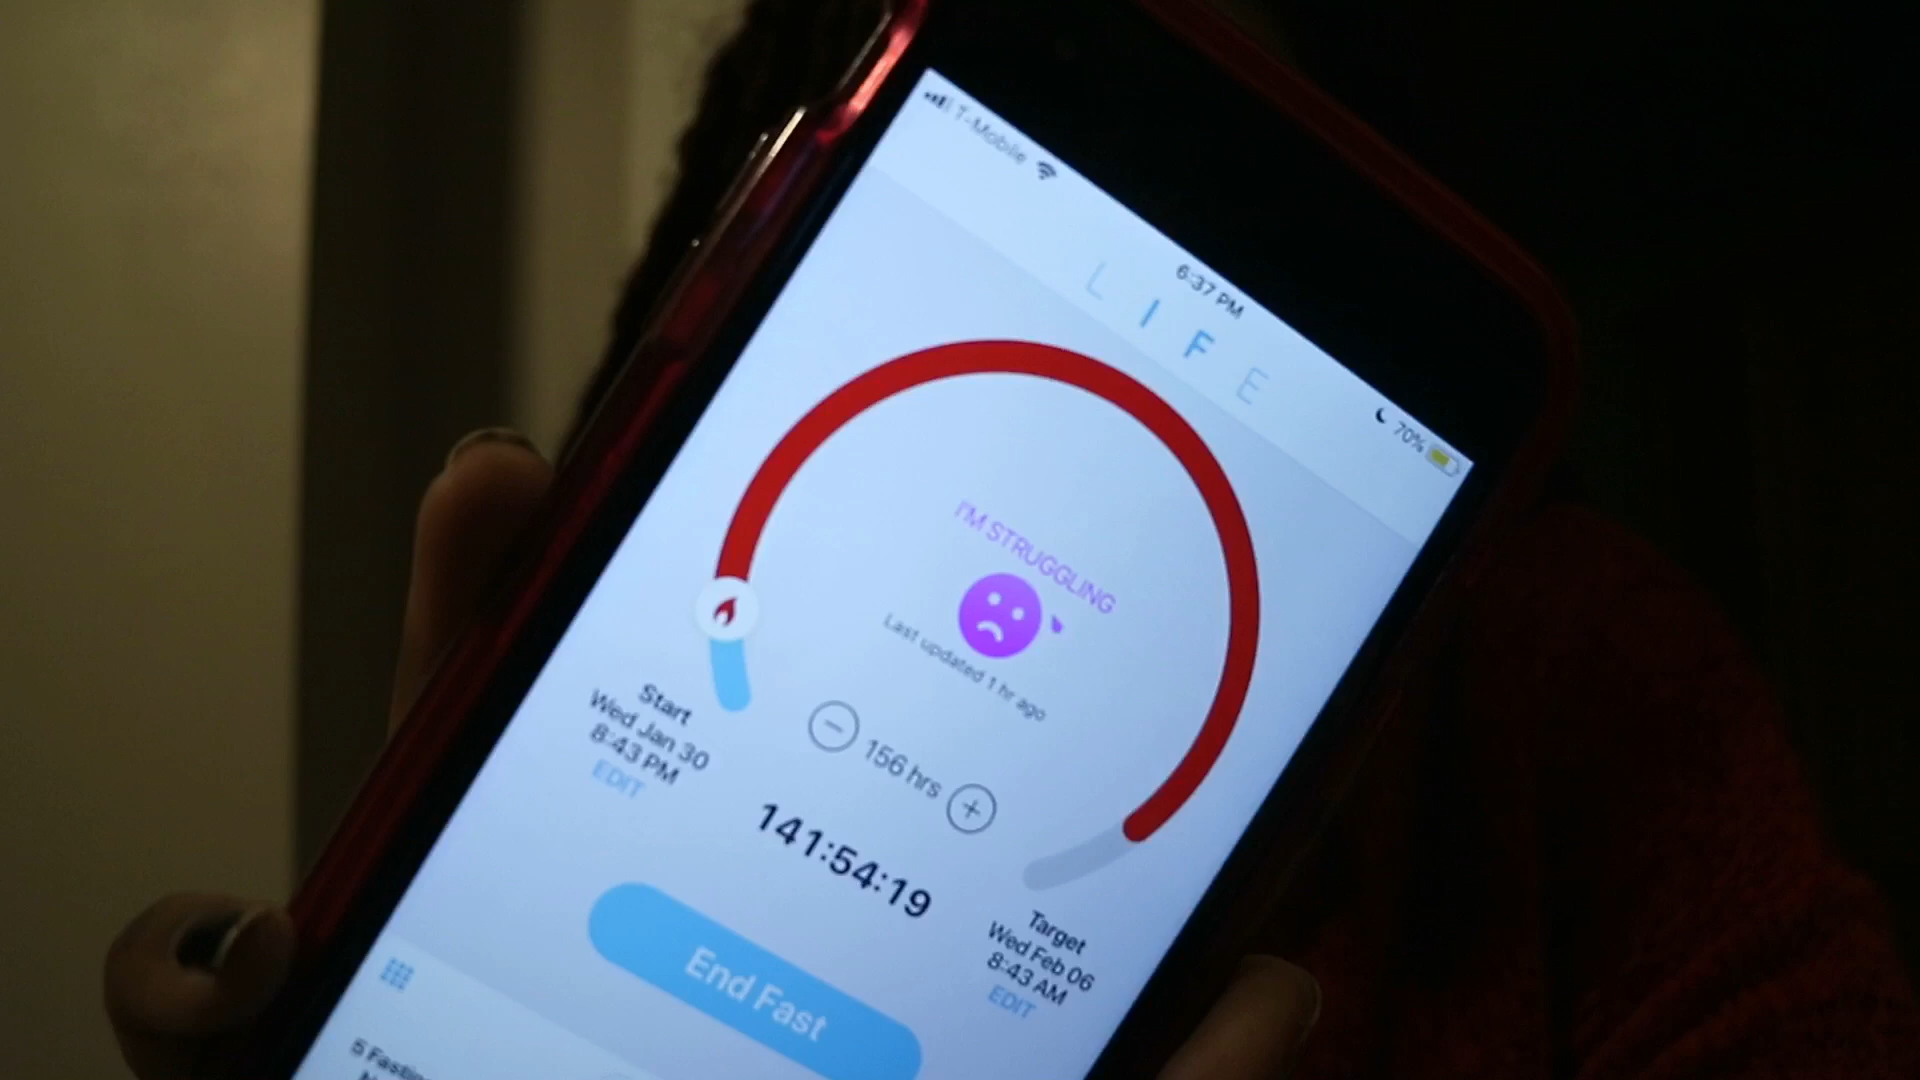 T-Mobile
6:37 PM
70%
LIFE
I'M STRUGGLING
Last updated 1 hr ago
156 hrs
141:54:19
Start
Wed Jan 30
8:43 PM
EDIT
Target
Wed Feb 06
8:43 AM
EDIT
End Fast
5